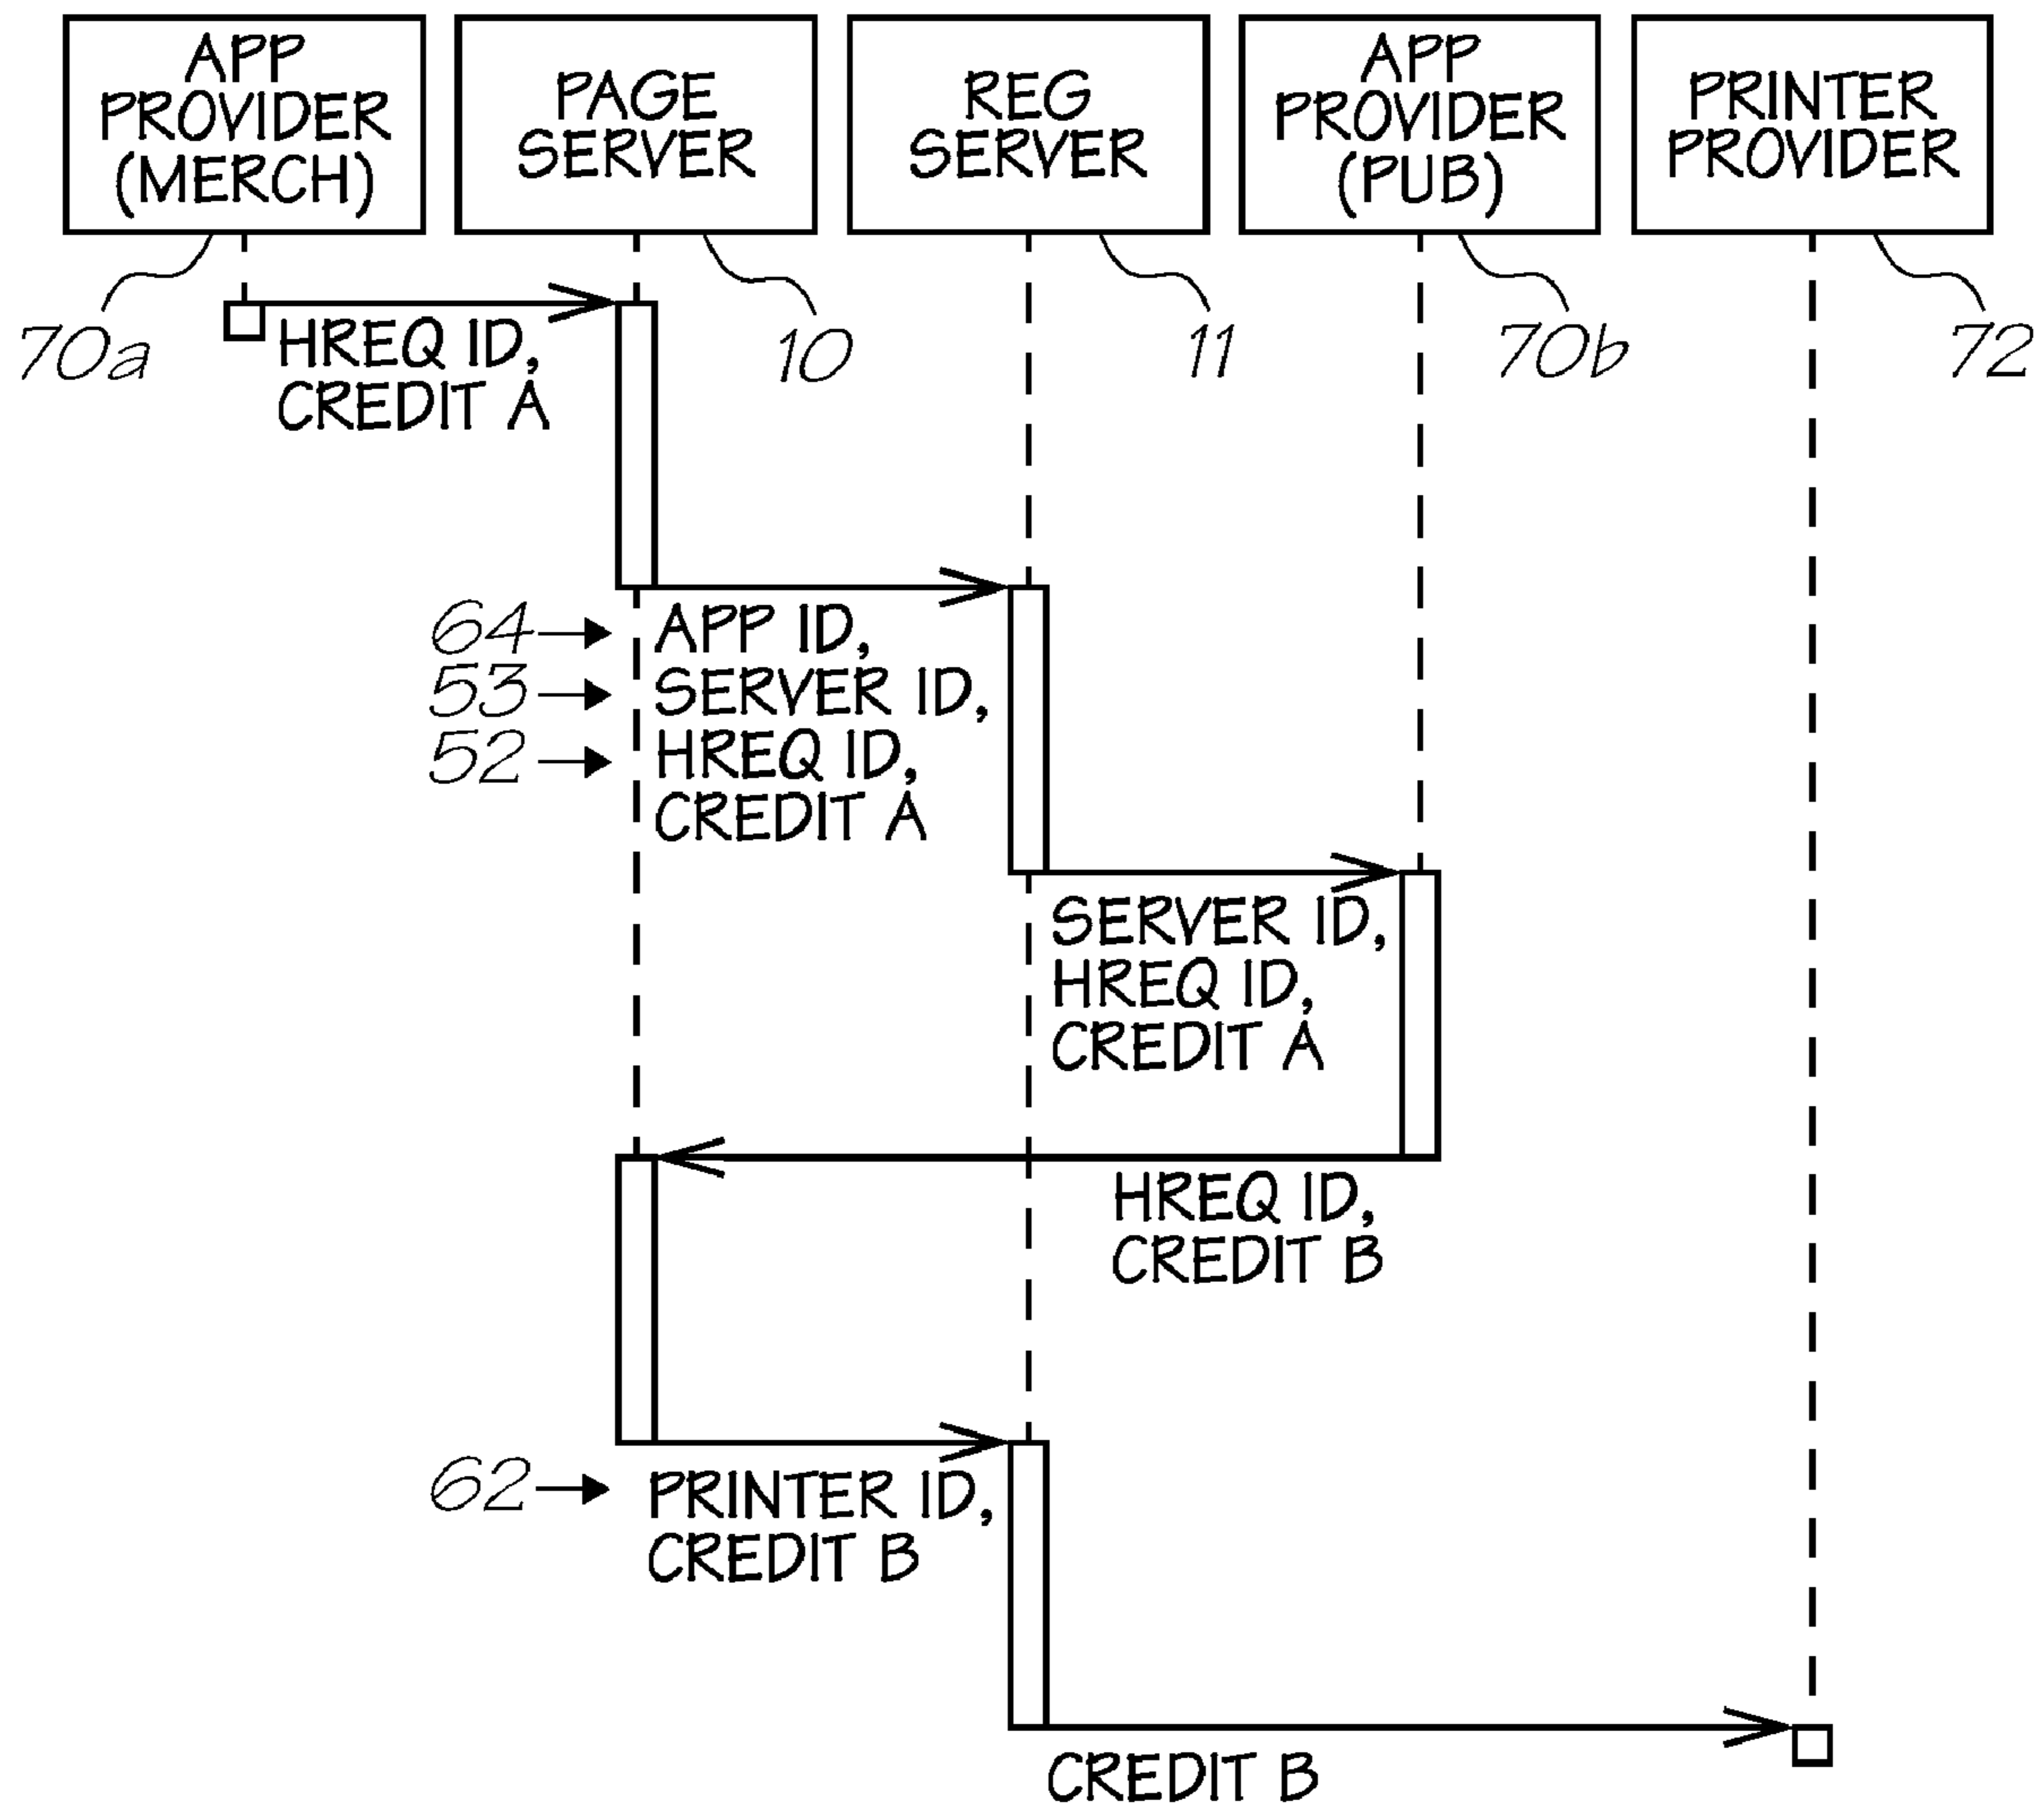 APP
PROVIDER
(MERCH)
PAGE
SERVER
REG
SERVER
APP
PROVIDER
(PUB)
PRINTER
PROVIDER
70a
10
11
70b
72
HREQ ID,
CREDIT A
64
APP ID,
53
SERVER ID,
52
HREQ ID,
CREDIT A
SERVER ID,
HREQ ID,
CREDIT A
HREQ ID,
CREDIT B
62
PRINTER ID,
CREDIT B
CREDIT B